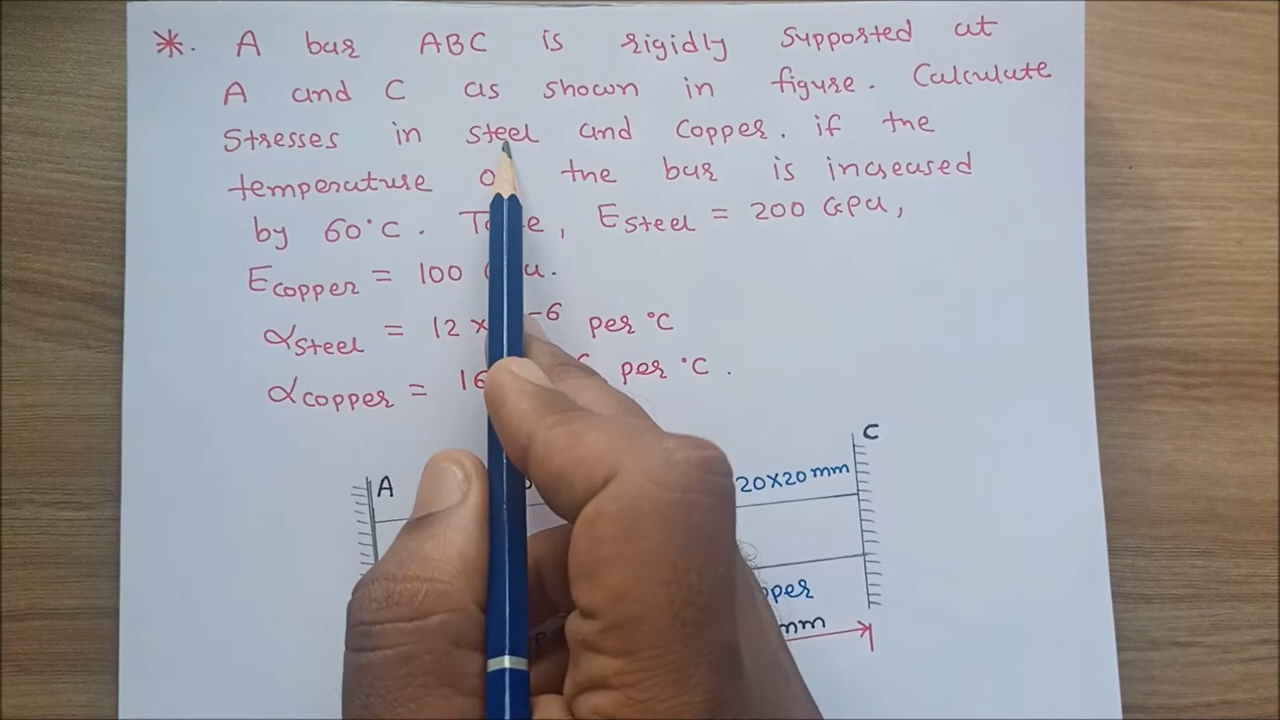 *. A bar ABC is rigidly supported at
A and C as shown in figure. Calculate
stresses in steel and copper. if the
temperature the bar is increased
by 60°C. , Esteel = 200 GPa,
Ecopper = 100
αsteel = 12 × -6 per °C
αcopper = 16 per °C.
C
A 20X20 mm
mm